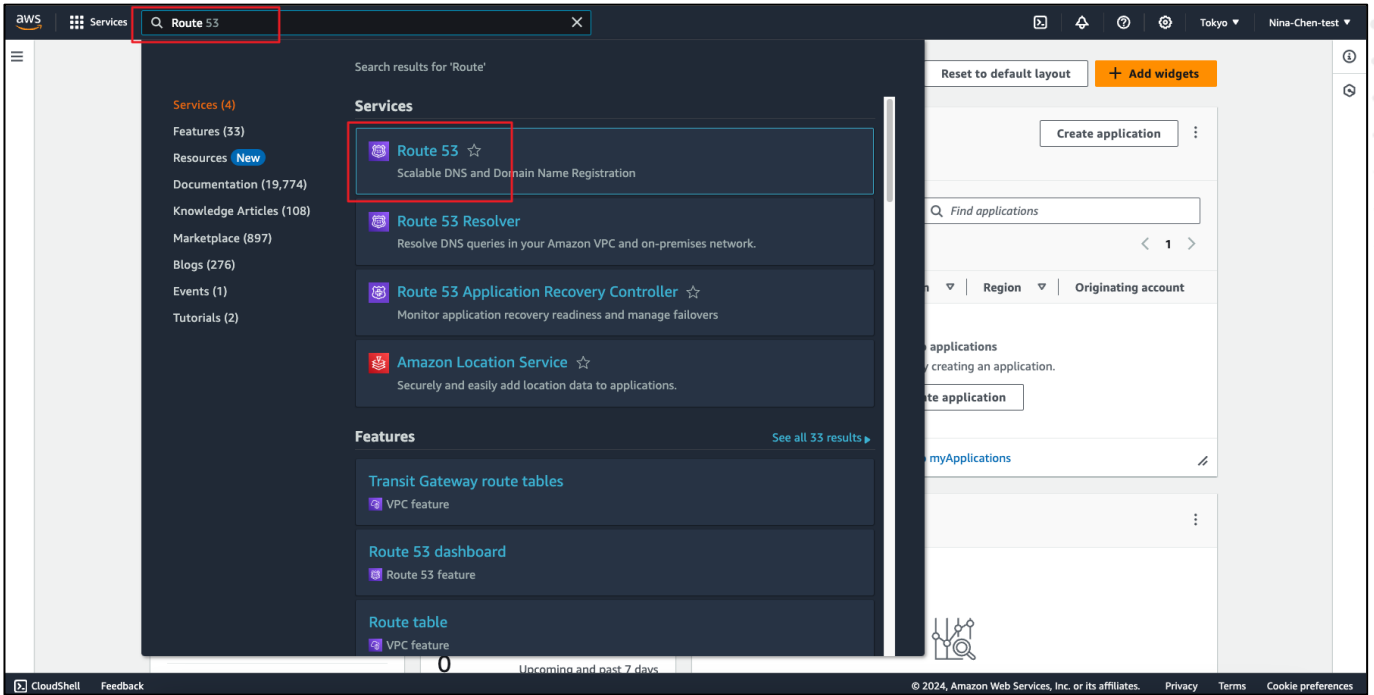 aws
Services
Route 53
Tokyo ▼
Nina-Chen-test ▼
Search results for 'Route'
Services (4)
Features (33)
Resources New
Documentation (19,774)
Knowledge Articles (108)
Marketplace (897)
Blogs (276)
Events (1)
Tutorials (2)
Services
Route 53
Scalable DNS and Domain Name Registration
Route 53 Resolver
Resolve DNS queries in your Amazon VPC and on-premises network.
Route 53 Application Recovery Controller
Monitor application recovery readiness and manage failovers
Amazon Location Service
Securely and easily add location data to applications.
Features
See all 33 results
Transit Gateway route tables
VPC feature
Route 53 dashboard
Route 53 feature
Route table
VPC feature
Reset to default layout
+ Add widgets
Create application
Find applications
1
Region
Originating account
applications
creating an application.
application
myApplications
0
Upcoming and past 7 days
CloudShell
Feedback
© 2024, Amazon Web Services, Inc. or its affiliates.
Privacy
Terms
Cookie preferences